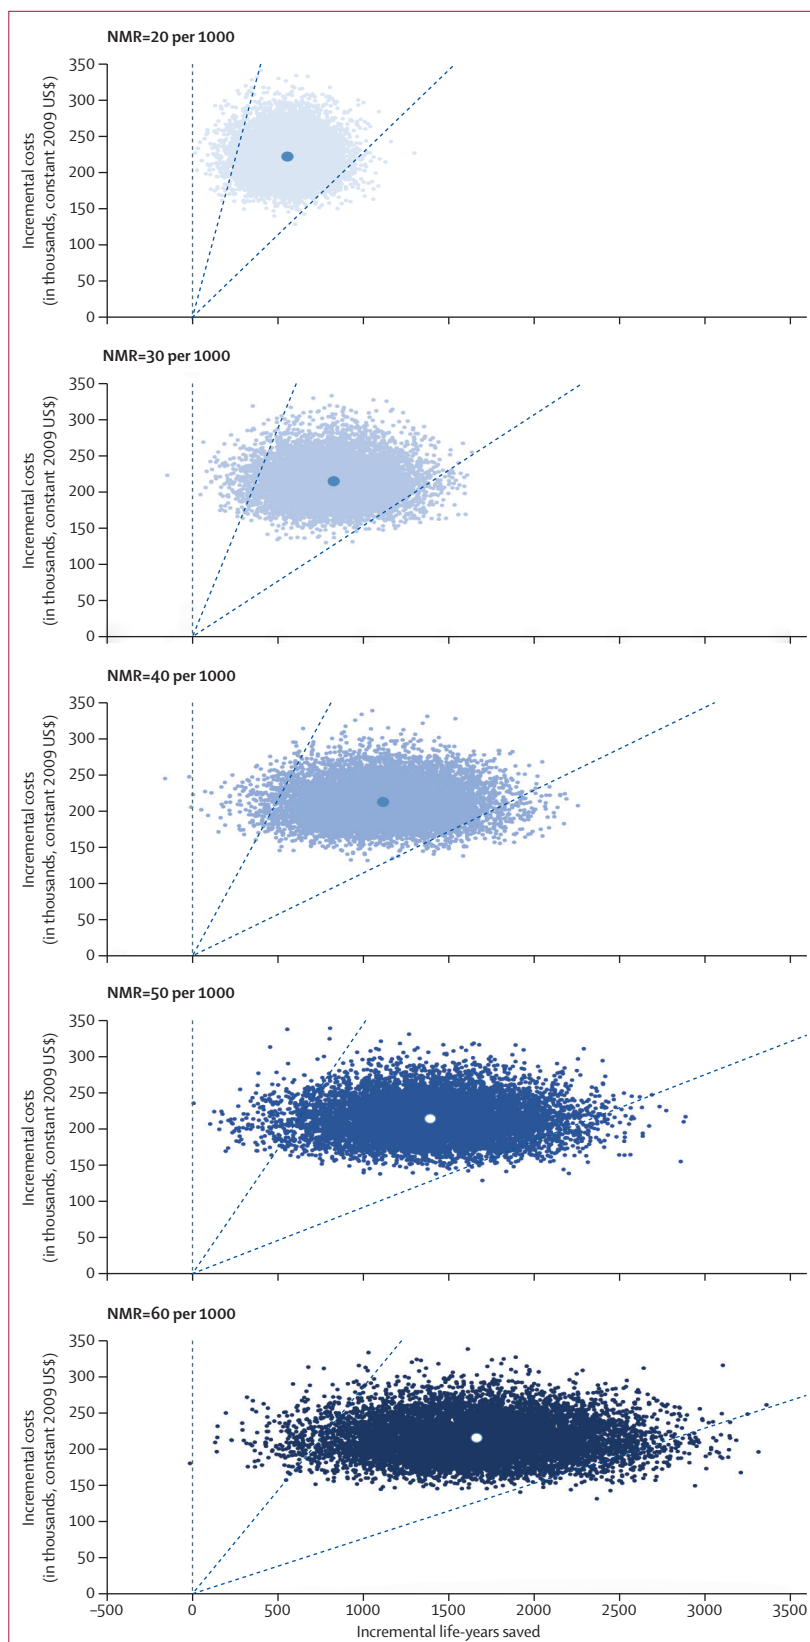 NMR=20 per 1000
Incremental costs
(in thousands, constant 2009 US$)
350
300
250
200
150
100
50
0
NMR=30 per 1000
Incremental costs
(in thousands, constant 2009 US$)
350
300
250
200
150
100
50
0
NMR=40 per 1000
Incremental costs
(in thousands, constant 2009 US$)
350
300
250
200
150
100
50
0
NMR=50 per 1000
Incremental costs
(in thousands, constant 2009 US$)
350
300
250
200
150
100
50
0
NMR=60 per 1000
Incremental costs
(in thousands, constant 2009 US$)
350
300
250
200
150
100
50
0
–500 0 500 1000 1500 2000 2500 3000 3500
Incremental life-years saved